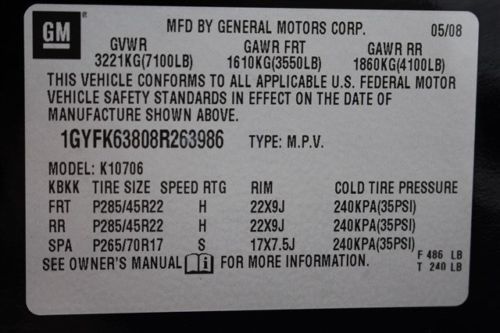 GM
MFD BY GENERAL MOTORS CORP. 05/08
GVWR GAWR FRT GAWR RR
3221KG(7100LB) 1610KG(3550LB) 1860KG(4100LB)
THIS VEHICLE CONFORMS TO ALL APPLICABLE U.S. FEDERAL MOTOR
VEHICLE SAFETY STANDARDS IN EFFECT ON THE DATE OF
MANUFACTURE SHOWN ABOVE.
1GYFK63808R263986 TYPE: M.P.V.
MODEL: K10706
KBKK TIRE SIZE SPEED RTG RIM COLD TIRE PRESSURE
FRT P285/45R22 H 22X9J 240KPA(35PSI)
RR P285/45R22 H 22X9J 240KPA(35PSI)
SPA P265/70R17 S 17X7.5J 240KPA(35PSI)
SEE OWNER'S MANUAL i FOR MORE INFORMATION. F 486 LB
T 240 LB